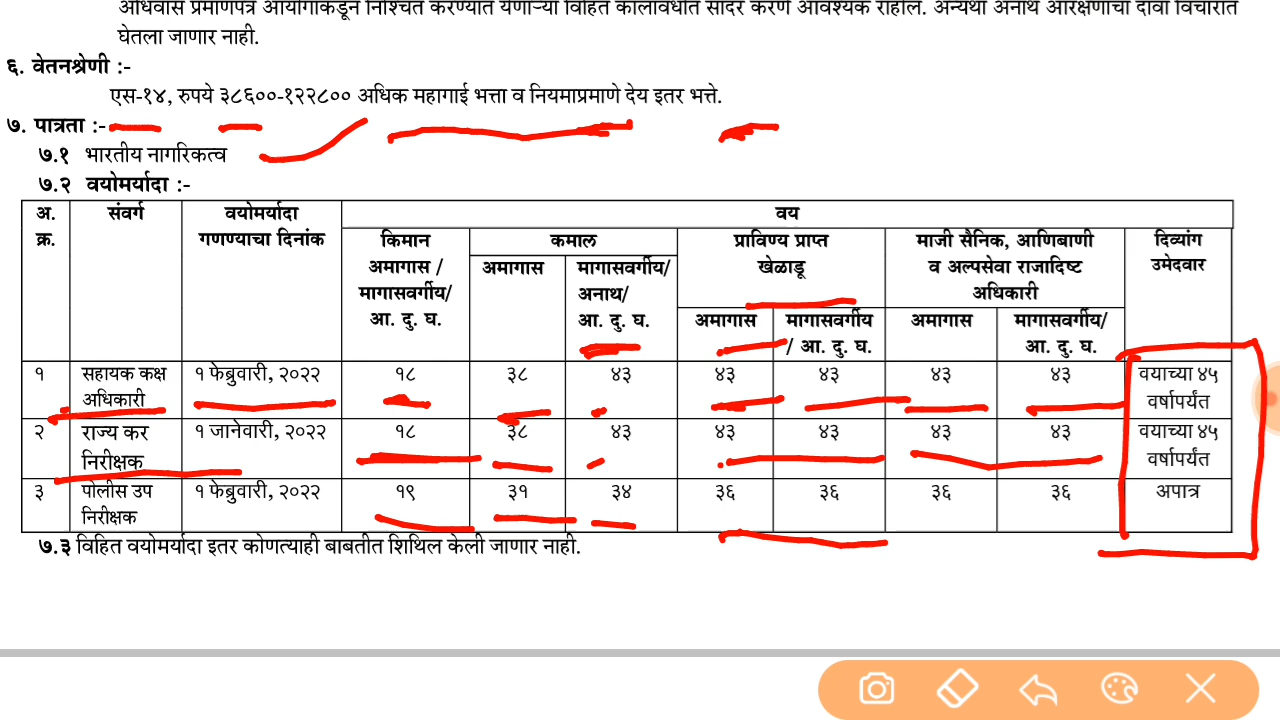 अधिवास प्रमाणपत्र आयोगाकडून निश्चित करण्यात येणाऱ्या विहित कालावधीत सादर करणे आवश्यक राहील. अन्यथा अनाथ आरक्षणाचा दावा विचारात
घेतला जाणार नाही.
६. वेतनश्रेणी :-
एस-१४, रुपये ३८६००-१२२८०० अधिक महागाई भत्ता व नियमाप्रमाणे देय इतर भत्ते.
७. पात्रता :-
७.१ भारतीय नागरिकत्व
७.२ वयोमर्यादा :-
अ. संवर्ग वयोमर्यादा वय
क्र. गणण्याचा दिनांक किमान कमाल प्राविण्य प्राप्त माजी सैनिक, आणिबाणी दिव्यांग
अमागास / अमागास मागासवर्गीय/ खेळाडू व अल्पसेवा राजादिष्ट उमेदवार
मागासवर्गीय/ अनाथ/ अधिकारी
आ. दु. घ. आ. दु. घ. अमागास मागासवर्गीय अमागास मागासवर्गीय/
/ आ. दु. घ. आ. दु. घ.
१ सहायक कक्ष १ फेब्रुवारी, २०२२ १८ ३८ ४३ ४३ ४३ ४३ ४३ वयाच्या ४५
अधिकारी वर्षापर्यंत
२ राज्य कर १ जानेवारी, २०२२ १८ ३८ ४३ ४३ ४३ ४३ ४३ वयाच्या ४५
निरीक्षक वर्षापर्यंत
३ पोलीस उप १ फेब्रुवारी, २०२२ १९ ३१ ३४ ३६ ३६ ३६ ३६ अपात्र
निरीक्षक
७.३ विहित वयोमर्यादा इतर कोणत्याही बाबतीत शिथिल केली जाणार नाही.